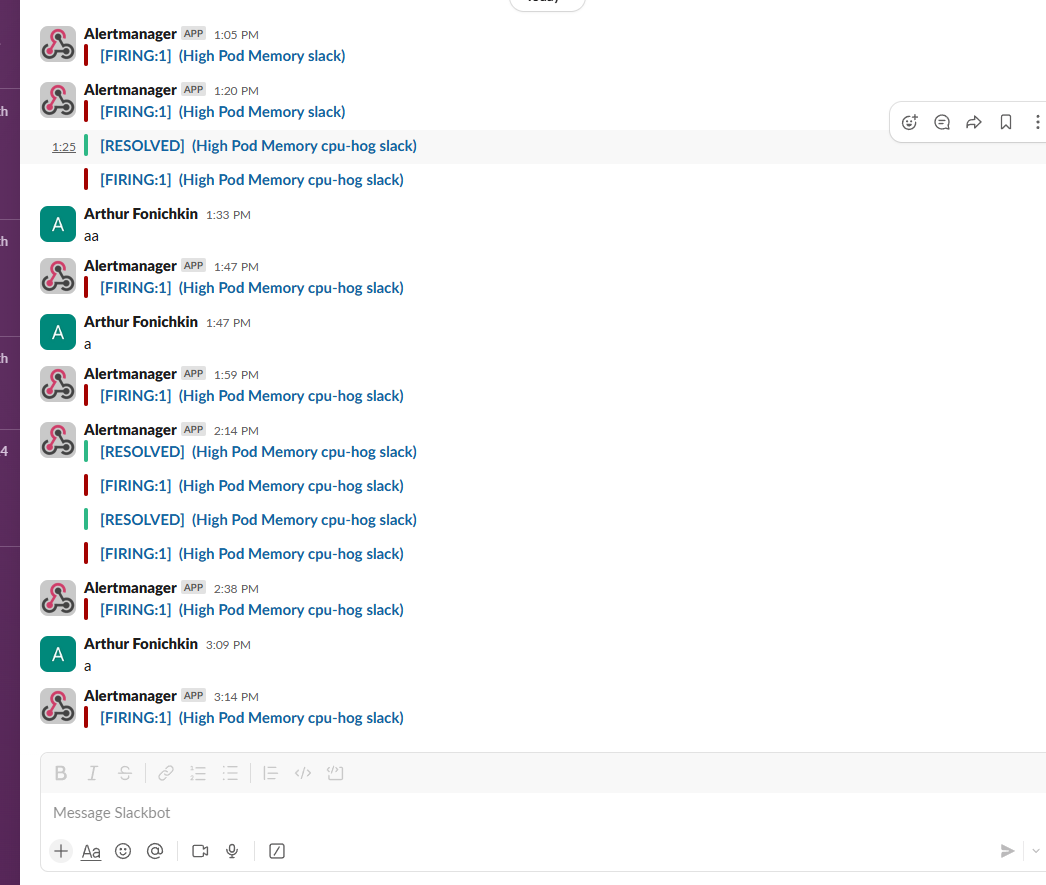 Today
Alertmanager APP 1:05 PM
[FIRING:1] (High Pod Memory slack)
Alertmanager APP 1:20 PM
[FIRING:1] (High Pod Memory slack)
1:25 [RESOLVED] (High Pod Memory cpu-hog slack)
[FIRING:1] (High Pod Memory cpu-hog slack)
A Arthur Fonichkin 1:33 PM
aa
Alertmanager APP 1:47 PM
[FIRING:1] (High Pod Memory cpu-hog slack)
A Arthur Fonichkin 1:47 PM
a
Alertmanager APP 1:59 PM
[FIRING:1] (High Pod Memory cpu-hog slack)
Alertmanager APP 2:14 PM
[RESOLVED] (High Pod Memory cpu-hog slack)
[FIRING:1] (High Pod Memory cpu-hog slack)
[RESOLVED] (High Pod Memory cpu-hog slack)
[FIRING:1] (High Pod Memory cpu-hog slack)
Alertmanager APP 2:38 PM
[FIRING:1] (High Pod Memory cpu-hog slack)
A Arthur Fonichkin 3:09 PM
a
Alertmanager APP 3:14 PM
[FIRING:1] (High Pod Memory cpu-hog slack)
B I S
Message Slackbot
Aa